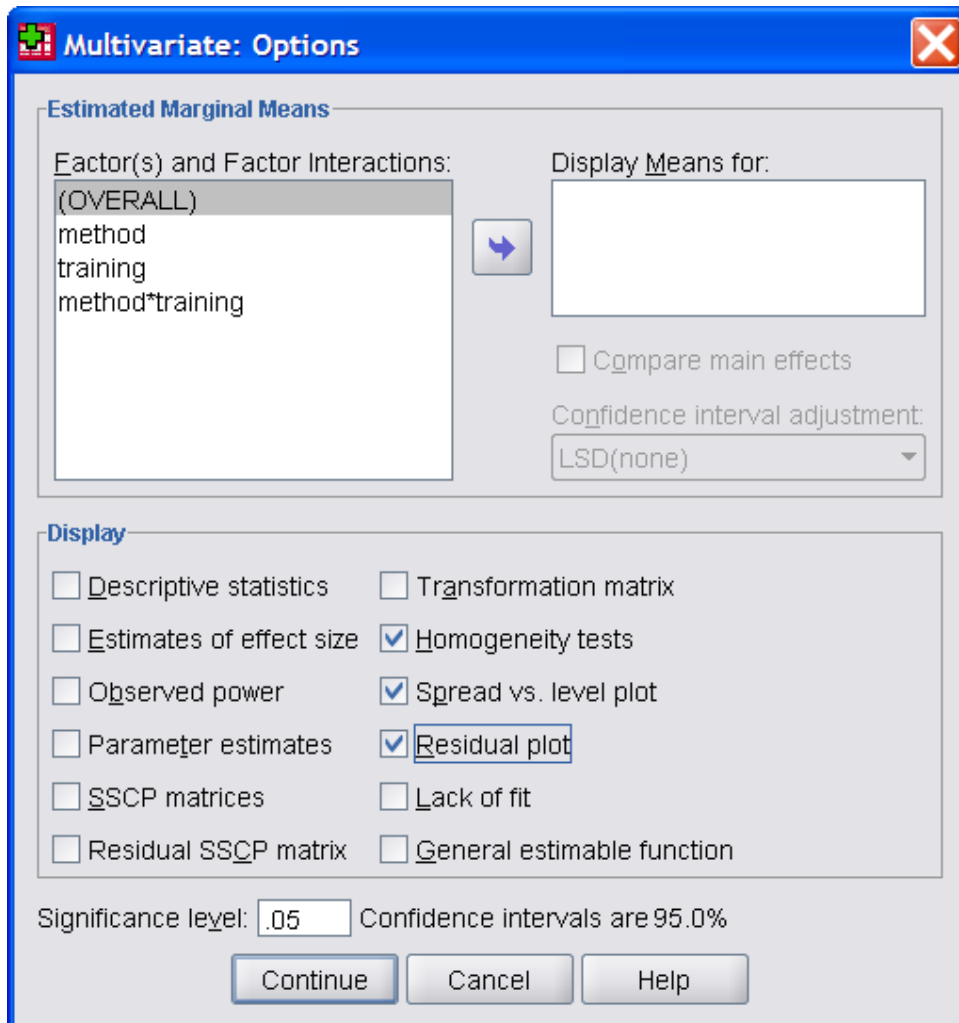 Multivariate: Options
Estimated Marginal Means
Factor(s) and Factor Interactions:
(OVERALL)
method
training
method*training
Display Means for:
Compare main effects
Confidence interval adjustment:
LSD(none)
Display
Descriptive statistics
Transformation matrix
Estimates of effect size
Homogeneity tests
Observed power
Spread vs. level plot
Parameter estimates
Residual plot
SSCP matrices
Lack of fit
Residual SSCP matrix
General estimable function
Significance level: .05 Confidence intervals are 95.0%
Continue
Cancel
Help